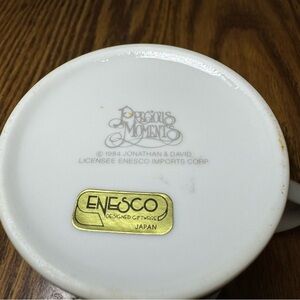 Precious
Moments
© 1984 JONATHAN & DAVID
LICENSEE ENESCO IMPORTS CORP.
ENESCO
DESIGNED GIFTWARE
JAPAN